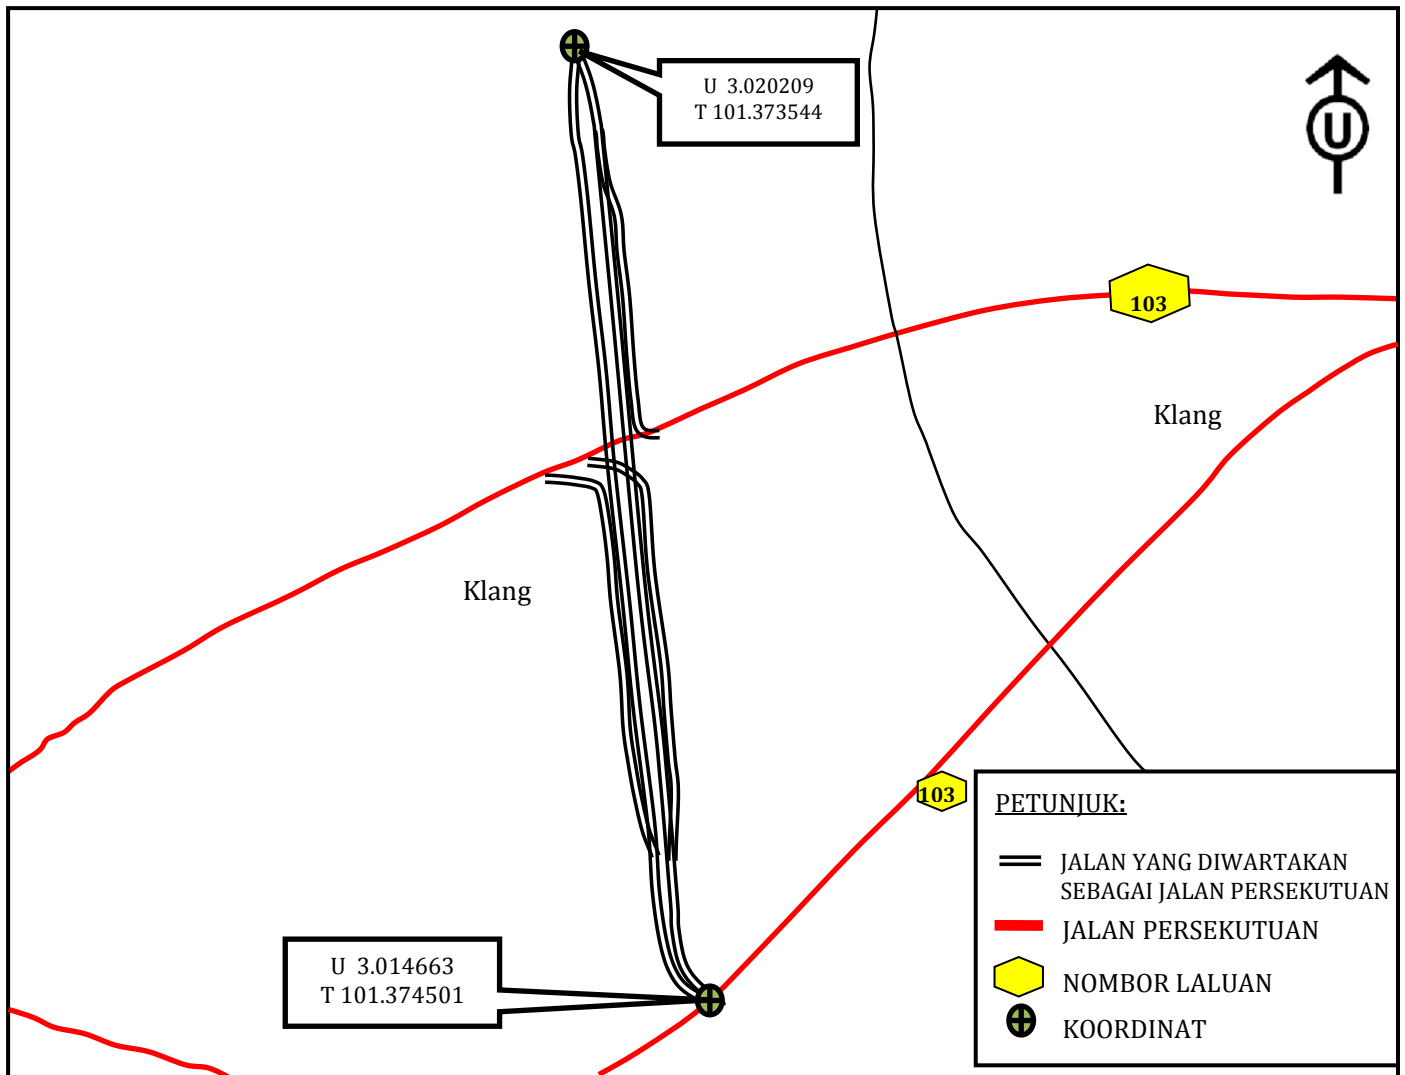 U 3.020209
T 101.373544
U
103
Klang
Klang
103
PETUNJUK:
JALAN YANG DIWARTAKAN
SEBAGAI JALAN PERSEKUTUAN
JALAN PERSEKUTUAN
NOMBOR LALUAN
KOORDINAT
U 3.014663
T 101.374501